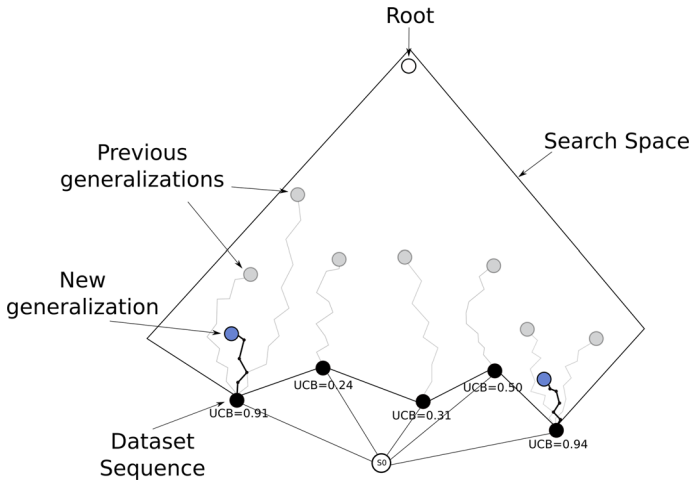 Root
Search Space
Previous
generalizations
New
generalization
UCB=0.24
UCB=0.50
UCB=0.91
UCB=0.31
Dataset
Sequence
UCB=0.94
S0